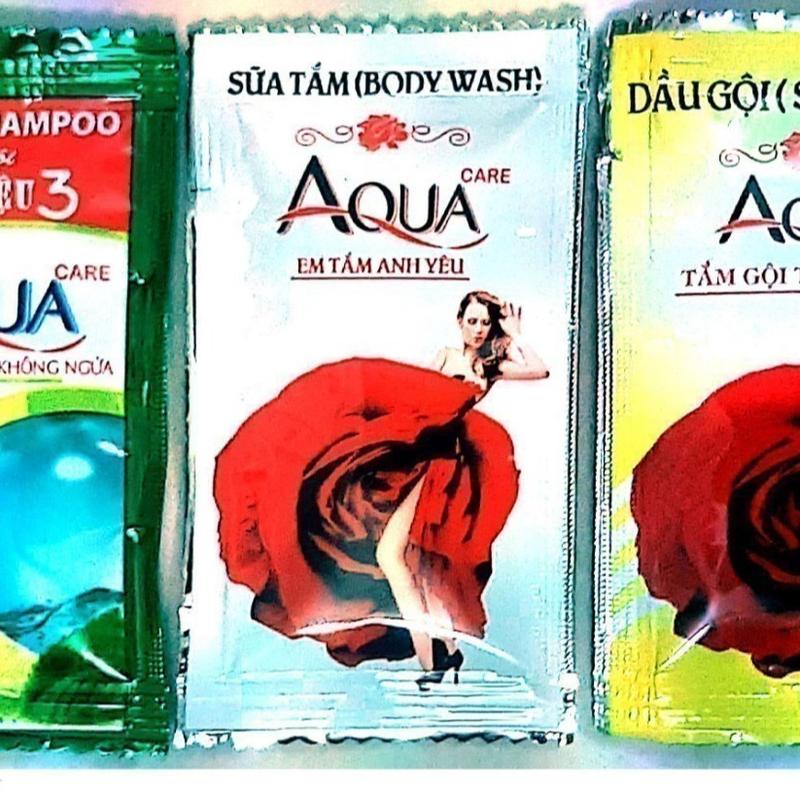 AMPOO
3
UA
CARE
KHÔNG NGỨA
SỮA TẮM (BODY WASH)
AQUA
CARE
EM TẮM ANH YÊU
DẦU GỘI (S
AQ
TẮM GỘI T